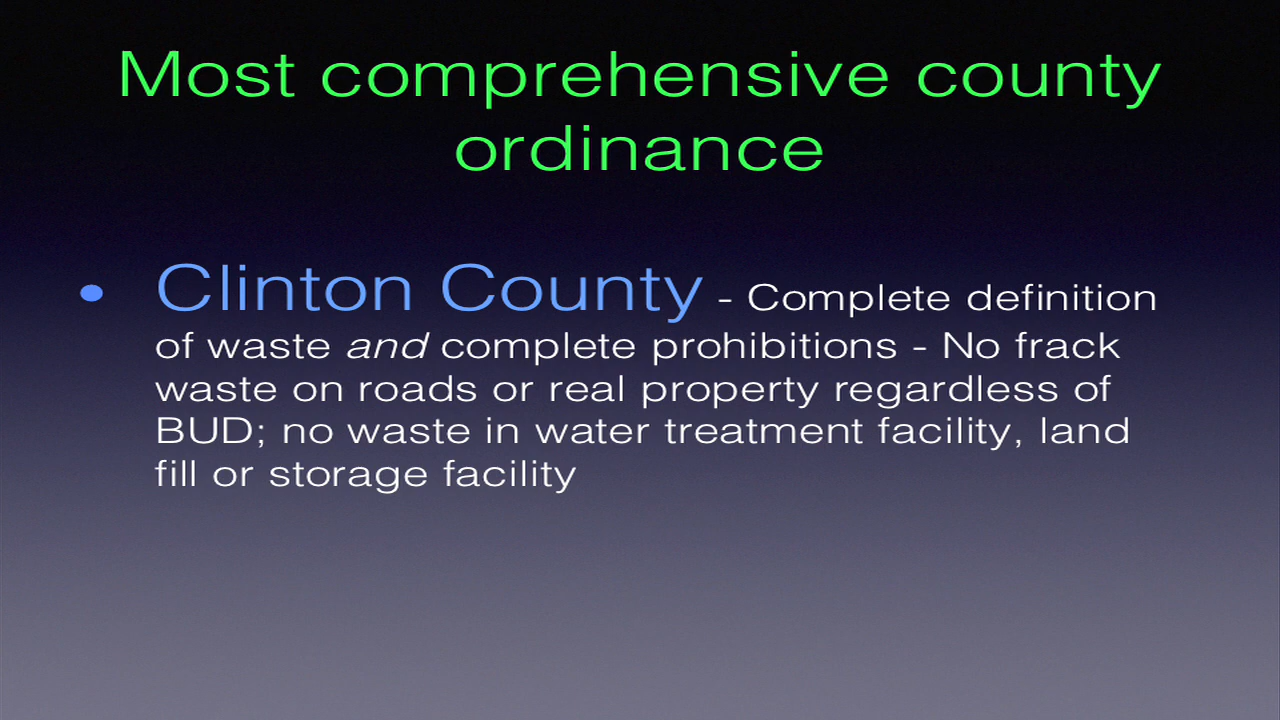 Most comprehensive county
ordinance
• Clinton County - Complete definition
of waste and complete prohibitions - No frack
waste on roads or real property regardless of
BUD; no waste in water treatment facility, land
fill or storage facility